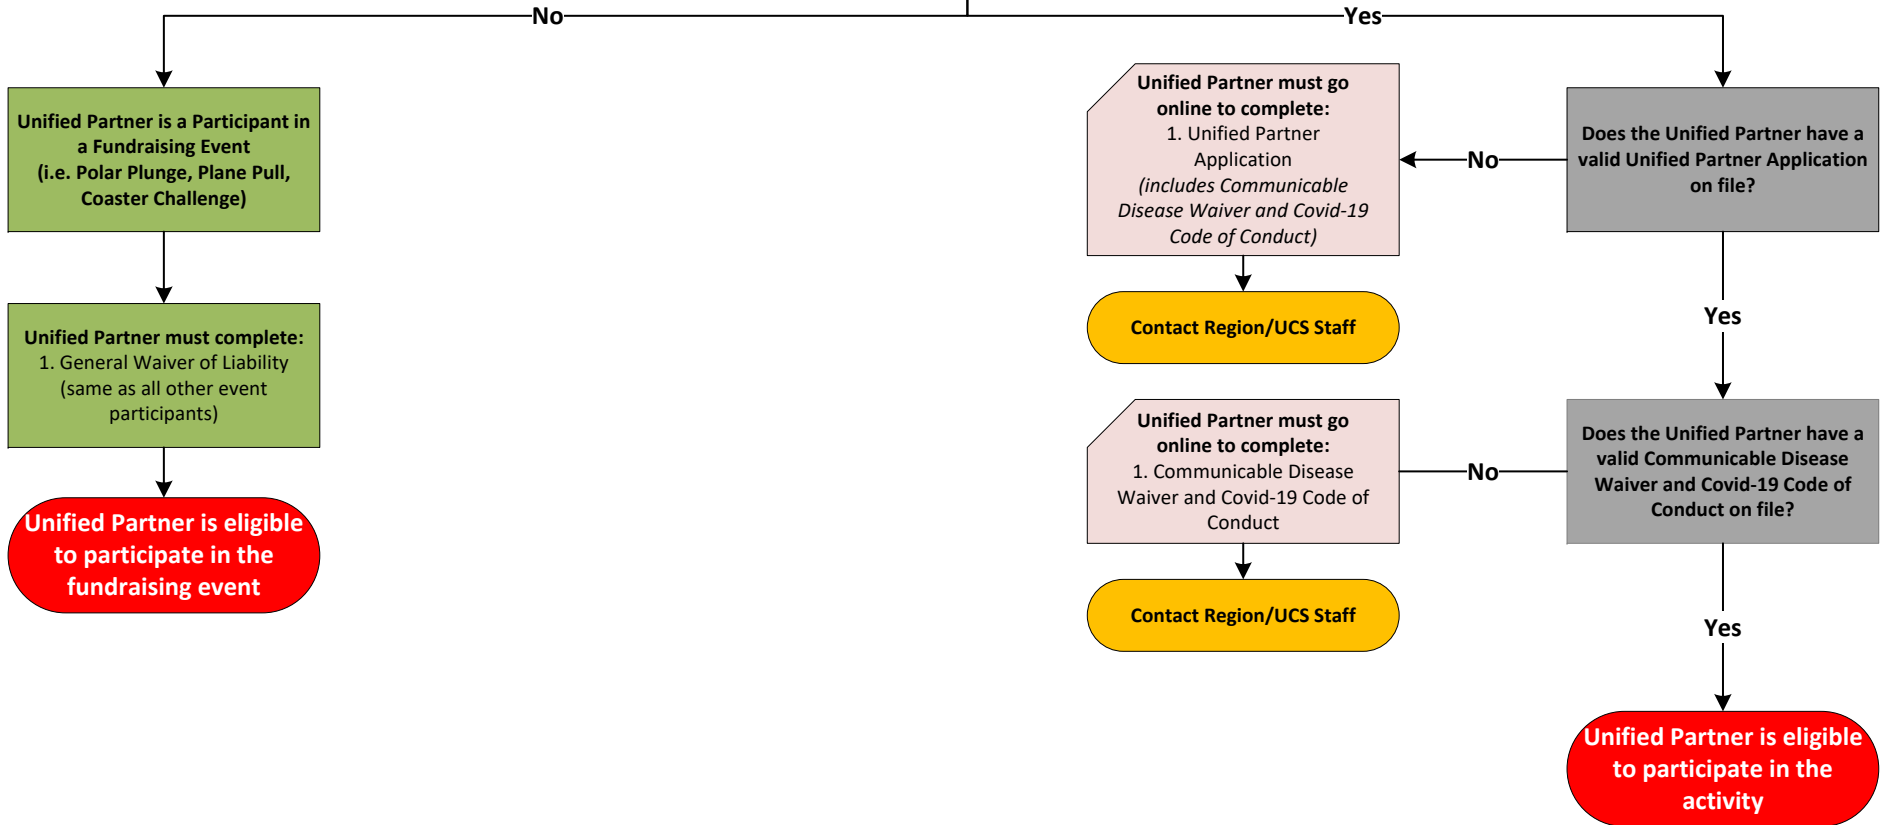 No
Yes
Unified Partner is a Participant in
a Fundraising Event
(i.e. Polar Plunge, Plane Pull,
Coaster Challenge)
Unified Partner must complete:
1. General Waiver of Liability
(same as all other event
participants)
Unified Partner is eligible
to participate in the
fundraising event
Unified Partner must go
online to complete:
1. Unified Partner
Application
(includes Communicable
Disease Waiver and Covid-19
Code of Conduct)
No
Does the Unified Partner have a
valid Unified Partner Application
on file?
Contact Region/UCS Staff
Yes
Unified Partner must go
online to complete:
1. Communicable Disease
Waiver and Covid-19 Code of
Conduct
No
Does the Unified Partner have a
valid Communicable Disease
Waiver and Covid-19 Code of
Conduct on file?
Contact Region/UCS Staff
Yes
Unified Partner is eligible
to participate in the
activity